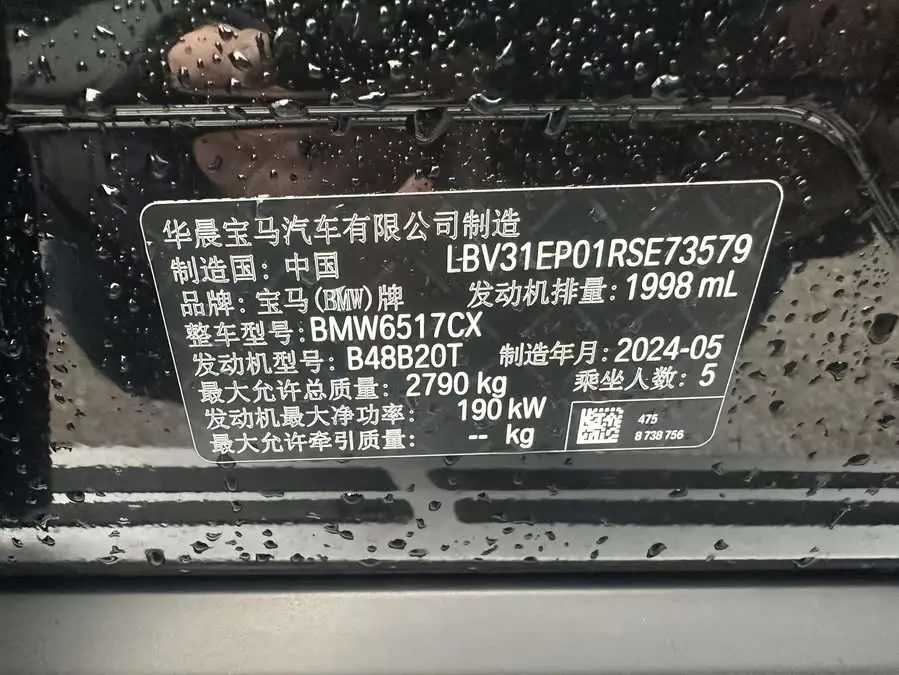 华晨宝马汽车有限公司制造
制造国: 中国 LBV31EP01RSE73579
品牌: 宝马(BMW)牌 发动机排量: 1998 mL
整车型号: BMW6517CX
发动机型号: B48B20T 制造年月: 2024-05
最大允许总质量: 2790 kg 乘坐人数: 5
发动机最大净功率: 190 kW
最大允许牵引质量: -- kg
475
8 738 756